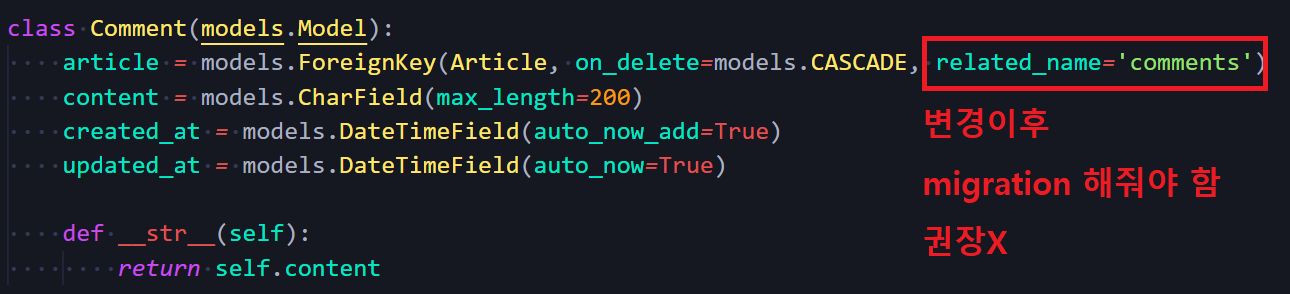 class Comment(models.Model):
    article = models.ForeignKey(Article, on_delete=models.CASCADE, related_name='comments')
    content = models.CharField(max_length=200)
    created_at = models.DateTimeField(auto_now_add=True)
    updated_at = models.DateTimeField(auto_now=True)
    def __str__(self):
        return self.content
변경이후
migration 해줘야 함
권장X